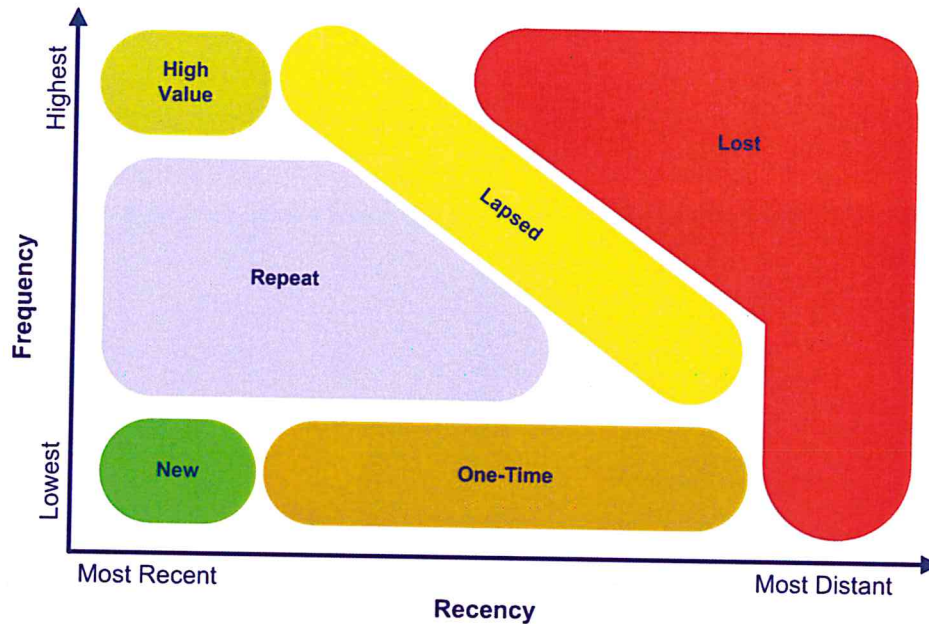 Highest
High
Value
Lost
Lapsed
Frequency
Repeat
Lowest
New
One-Time
Most Recent
Most Distant
Recency